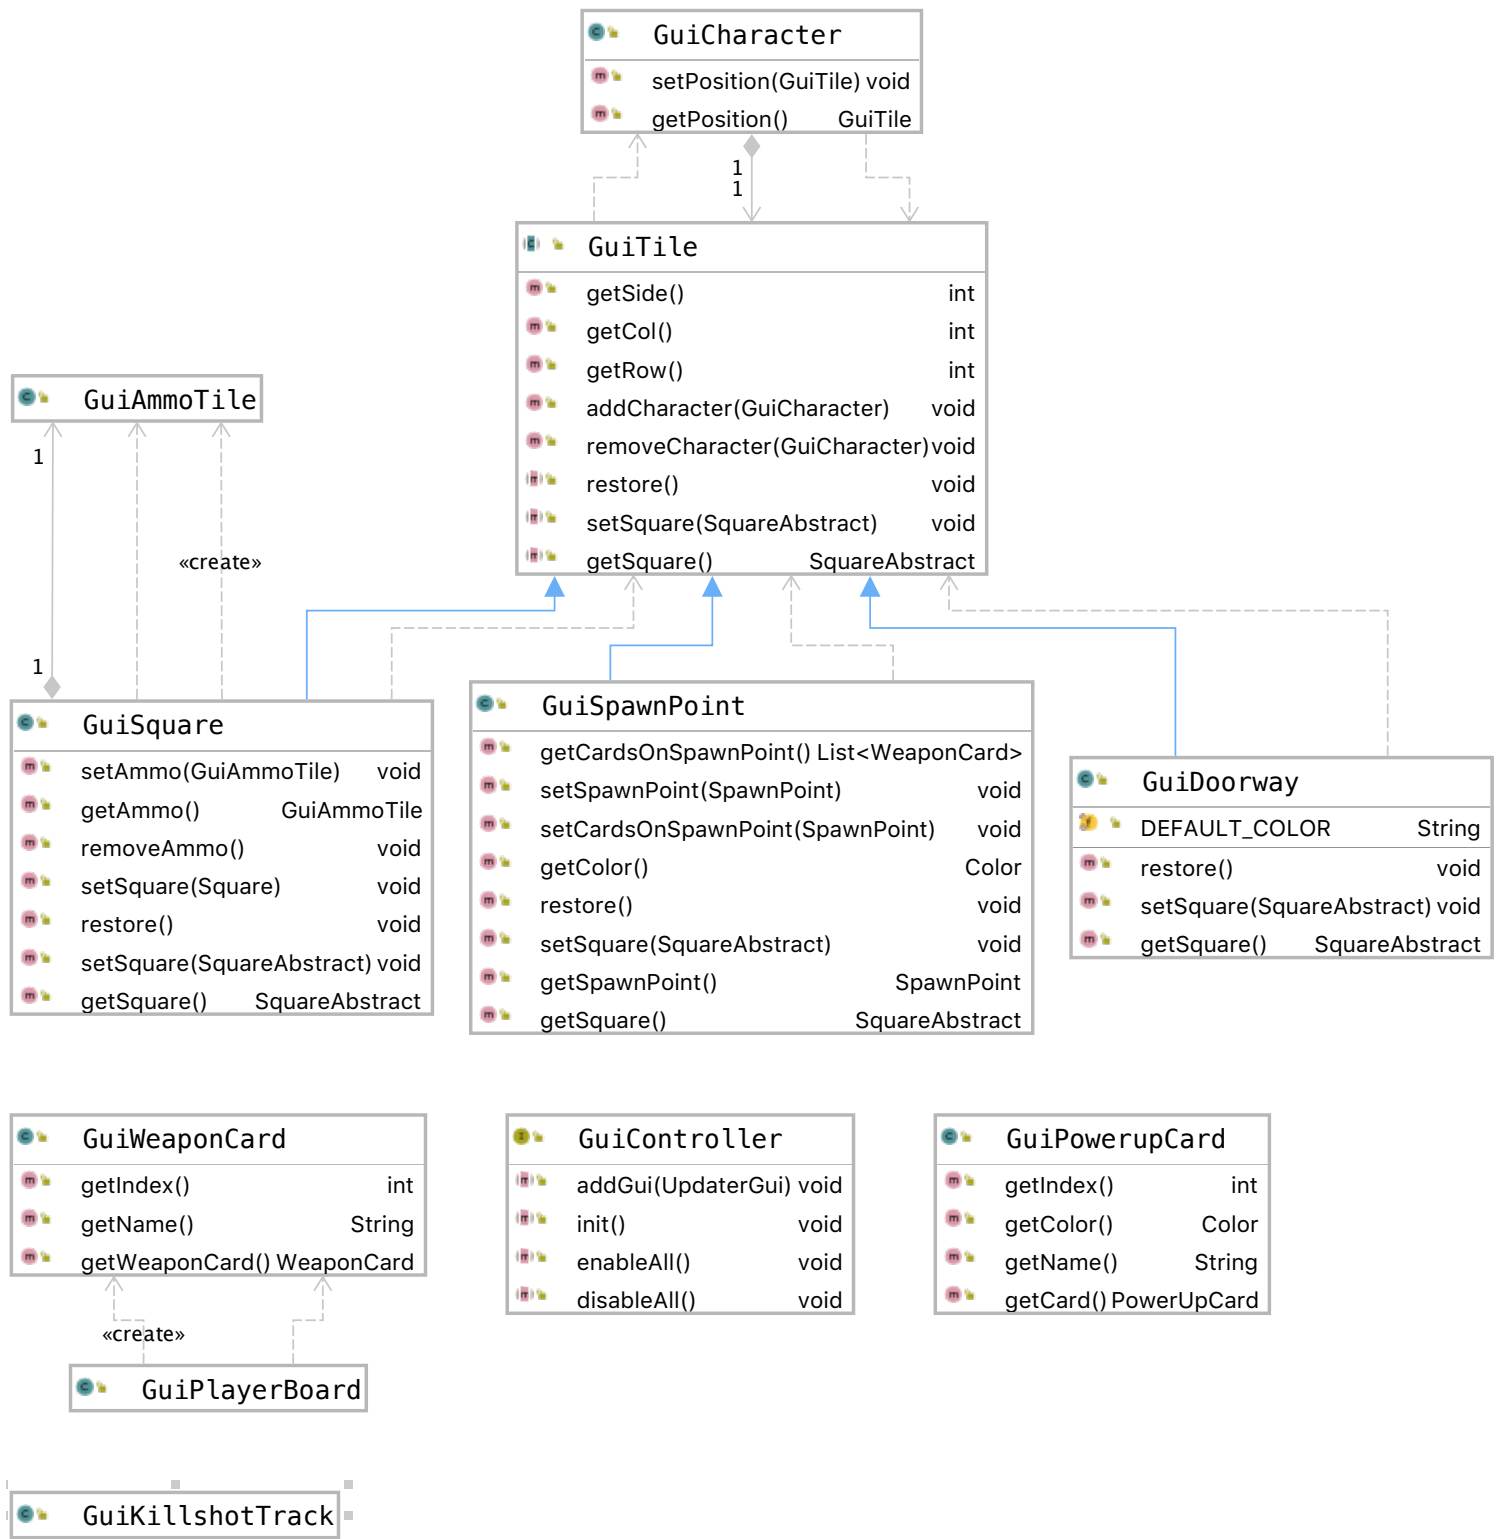 GuiCharacter
setPosition(GuiTile) void
getPosition() GuiTile
1
1
GuiTile
getSide() int
getCol() int
getRow() int
addCharacter(GuiCharacter) void
removeCharacter(GuiCharacter) void
restore() void
setSquare(SquareAbstract) void
getSquare() SquareAbstract
GuiAmmoTile
1
«create»
1
GuiSquare
setAmmo(GuiAmmoTile) void
getAmmo() GuiAmmoTile
removeAmmo() void
setSquare(Square) void
restore() void
setSquare(SquareAbstract) void
getSquare() SquareAbstract
GuiSpawnPoint
getCardsOnSpawnPoint() List<WeaponCard>
setSpawnPoint(SpawnPoint) void
setCardsOnSpawnPoint(SpawnPoint) void
getColor() Color
restore() void
setSquare(SquareAbstract) void
getSpawnPoint() SpawnPoint
getSquare() SquareAbstract
GuiDoorway
DEFAULT_COLOR String
restore() void
setSquare(SquareAbstract) void
getSquare() SquareAbstract
GuiWeaponCard
getIndex() int
getName() String
getWeaponCard() WeaponCard
GuiController
addGui(UpdaterGui) void
init() void
enableAll() void
disableAll() void
GuiPowerupCard
getIndex() int
getColor() Color
getName() String
getCard() PowerUpCard
«create»
GuiPlayerBoard
GuiKillshotTrack